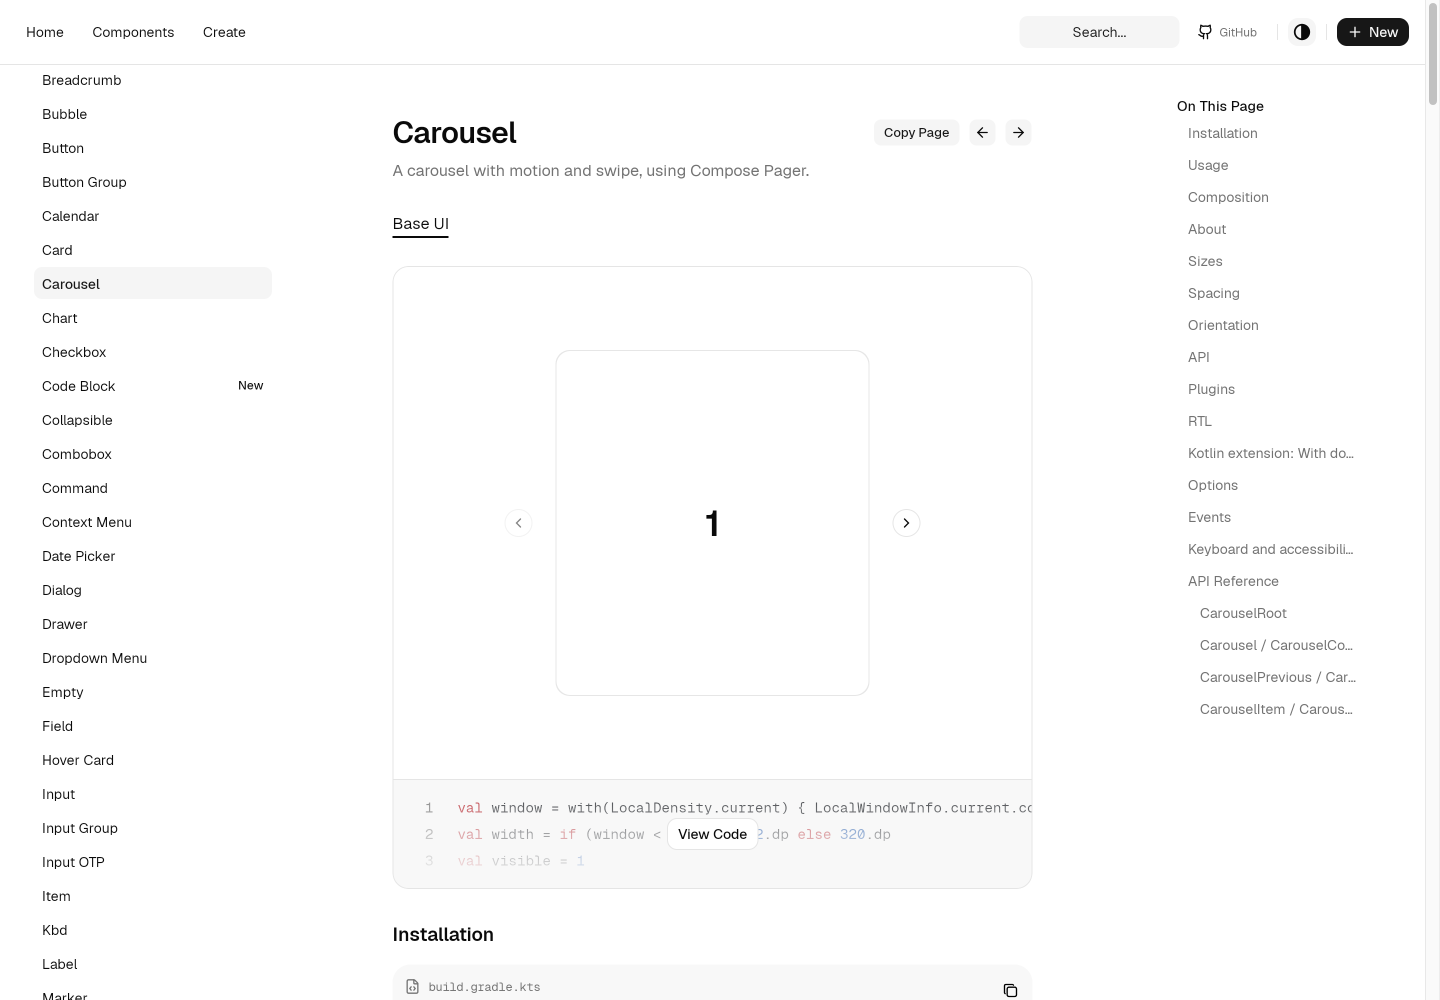 Home
Components
Create
Search...
GitHub
New
Breadcrumb
Bubble
Button
Button Group
Calendar
Card
Carousel
Chart
Checkbox
Code Block
New
Collapsible
Combobox
Command
Context Menu
Date Picker
Dialog
Drawer
Dropdown Menu
Empty
Field
Hover Card
Input
Input Group
Input OTP
Item
Kbd
Label
Marker
Carousel
Copy Page
A carousel with motion and swipe, using Compose Pager.
Base UI
1
1 val window = with(LocalDensity.current) { LocalWindowInfo.current.co
2 val width = if (window < .dp else 320.dp
View Code
3 val visible = 1
Installation
build.gradle.kts
On This Page
Installation
Usage
Composition
About
Sizes
Spacing
Orientation
API
Plugins
RTL
Kotlin extension: With do...
Options
Events
Keyboard and accessibili...
API Reference
CarouselRoot
Carousel / CarouselCo...
CarouselPrevious / Car...
CarouselItem / Carous...